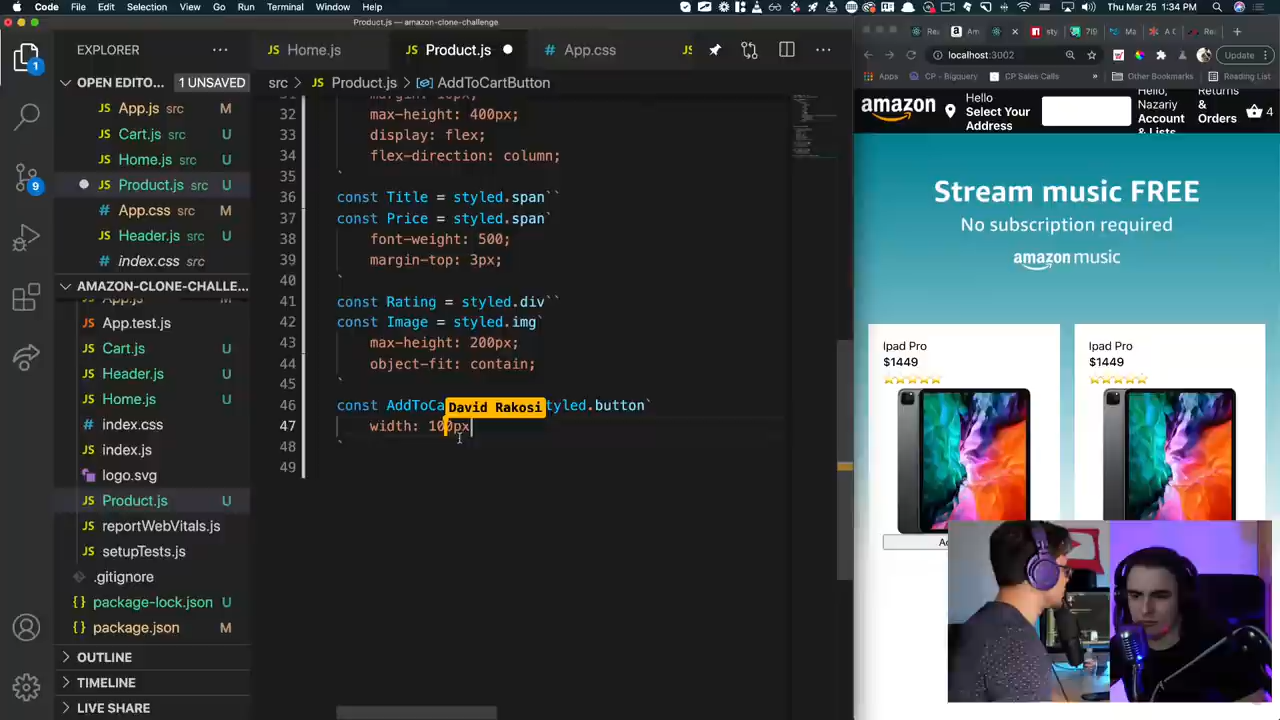 Code File Edit Selection View Go Run Terminal Window Help
Thu Mar 26 1:34 PM
Product.js — amazon-clone-challenge
EXPLORER
OPEN EDITO...
1 UNSAVED
App.js src M
Cart.js src U
Home.js src U
Product.js src U
App.css src M
Header.js src U
index.css src
AMAZON-CLONE-CHALLE...
App.js
App.test.js
Cart.js U
Header.js U
Home.js U
index.css
index.js
logo.svg
Product.js U
reportWebVitals.js
setupTests.js
.gitignore
package-lock.json U
package.json M
OUTLINE
TIMELINE
LIVE SHARE
1
9
Home.js
Product.js
App.css
JS
src > JS Product.js > AddToCartButton
32 max-height: 400px;
33 display: flex;
34 flex-direction: column;
35 `
36 const Title = styled.span``
37 const Price = styled.span`
38 font-weight: 500;
39 margin-top: 3px;
40 `
41 const Rating = styled.div``
42 const Image = styled.img`
43 max-height: 200px;
44 object-fit: contain;
45 `
46 const AddToCa David Rakosi tyled.button`
47 width: 100px
48 `
49
localhost:3002
Update
Apps
CP - Bigquery
CP Sales Calls
Other Bookmarks
Reading List
amazon
Hello
Select Your
Address
Hello,
Nazariy
Account
& Lists
Returns
& Orders
4
Stream music FREE
No subscription required
amazon music
Ipad Pro
$1449
Ipad Pro
$1449